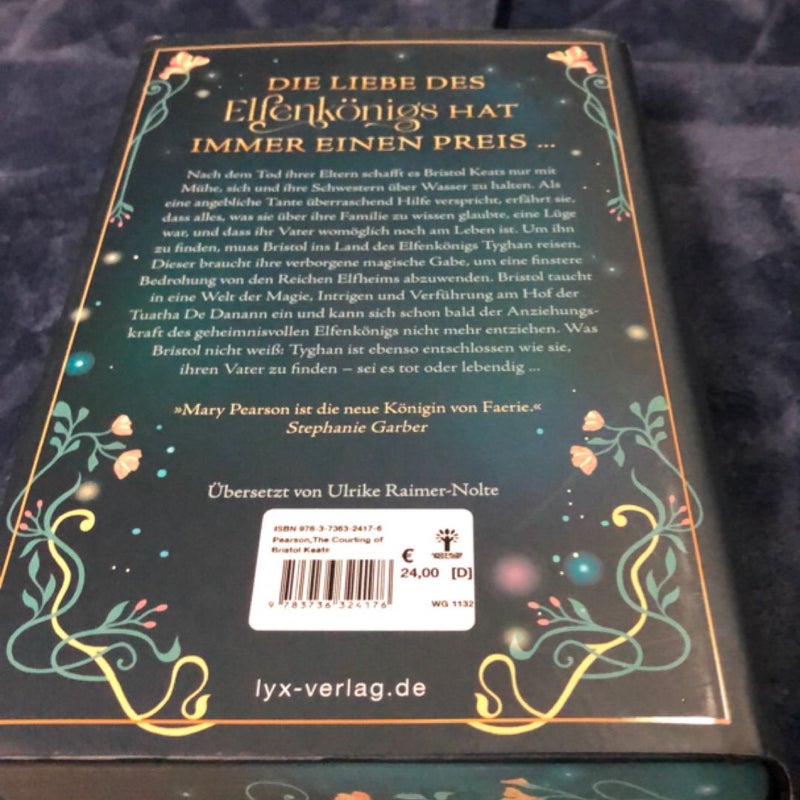 DIE LIEBE DES
Elfenkönigs HAT
IMMER EINEN PREIS ...
Nach dem Tod ihrer Eltern schafft es Bristol Keats nur mit
Mühe, sich und ihre Schwestern über Wasser zu halten. Als
eine angebliche Tante überraschend Hilfe verspricht, erfährt sie,
dass alles, was sie über ihre Familie zu wissen glaubte, eine Lüge
war, und dass ihr Vater womöglich noch am Leben ist. Um ihn
zu finden, muss Bristol ins Land des Elfenkönigs Tyghan reisen.
Dieser braucht ihre verborgene magische Gabe, um eine finstere
Bedrohung von den Reichen Elfheims abzuwenden. Bristol taucht
in eine Welt der Magie, Intrigen und Verführung am Hof der
Tuatha De Danann ein und kann sich schon bald der Anziehungs-
kraft des geheimnisvollen Elfenkönigs nicht mehr entziehen. Was
Bristol nicht weiß: Tyghan ist ebenso entschlossen wie sie,
ihren Vater zu finden – sei es tot oder lebendig ...
»Mary Pearson ist die neue Königin von Faerie.«
Stephanie Garber
Übersetzt von Ulrike Raimer-Nolte
ISBN 978-3-7363-2417-6
Pearson,The Courting of
Bristol Keats
€
24,00 [D]
9 783736 324176
WG 1132
lyx-verlag.de